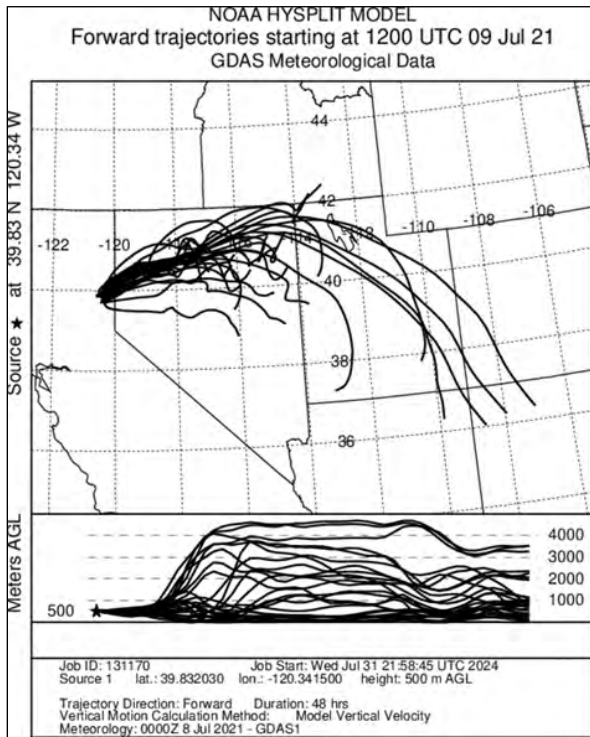 NOAA HYSPLIT MODEL
Forward trajectories starting at 1200 UTC 09 Jul 21
GDAS Meteorological Data
Source ★ at 39.83 N 120.34 W
44
42
-106
-108
-110
-122
-120
40
38
36
Meters AGL
500
4000
3000
2000
1000
Job ID: 131170 Job Start: Wed Jul 31 21:58:45 UTC 2024
Source 1 lat.: 39.832030 lon.: -120.341500 height: 500 m AGL
Trajectory Direction: Forward Duration: 48 hrs
Vertical Motion Calculation Method: Model Vertical Velocity
Meteorology: 0000Z 8 Jul 2021 - GDAS1